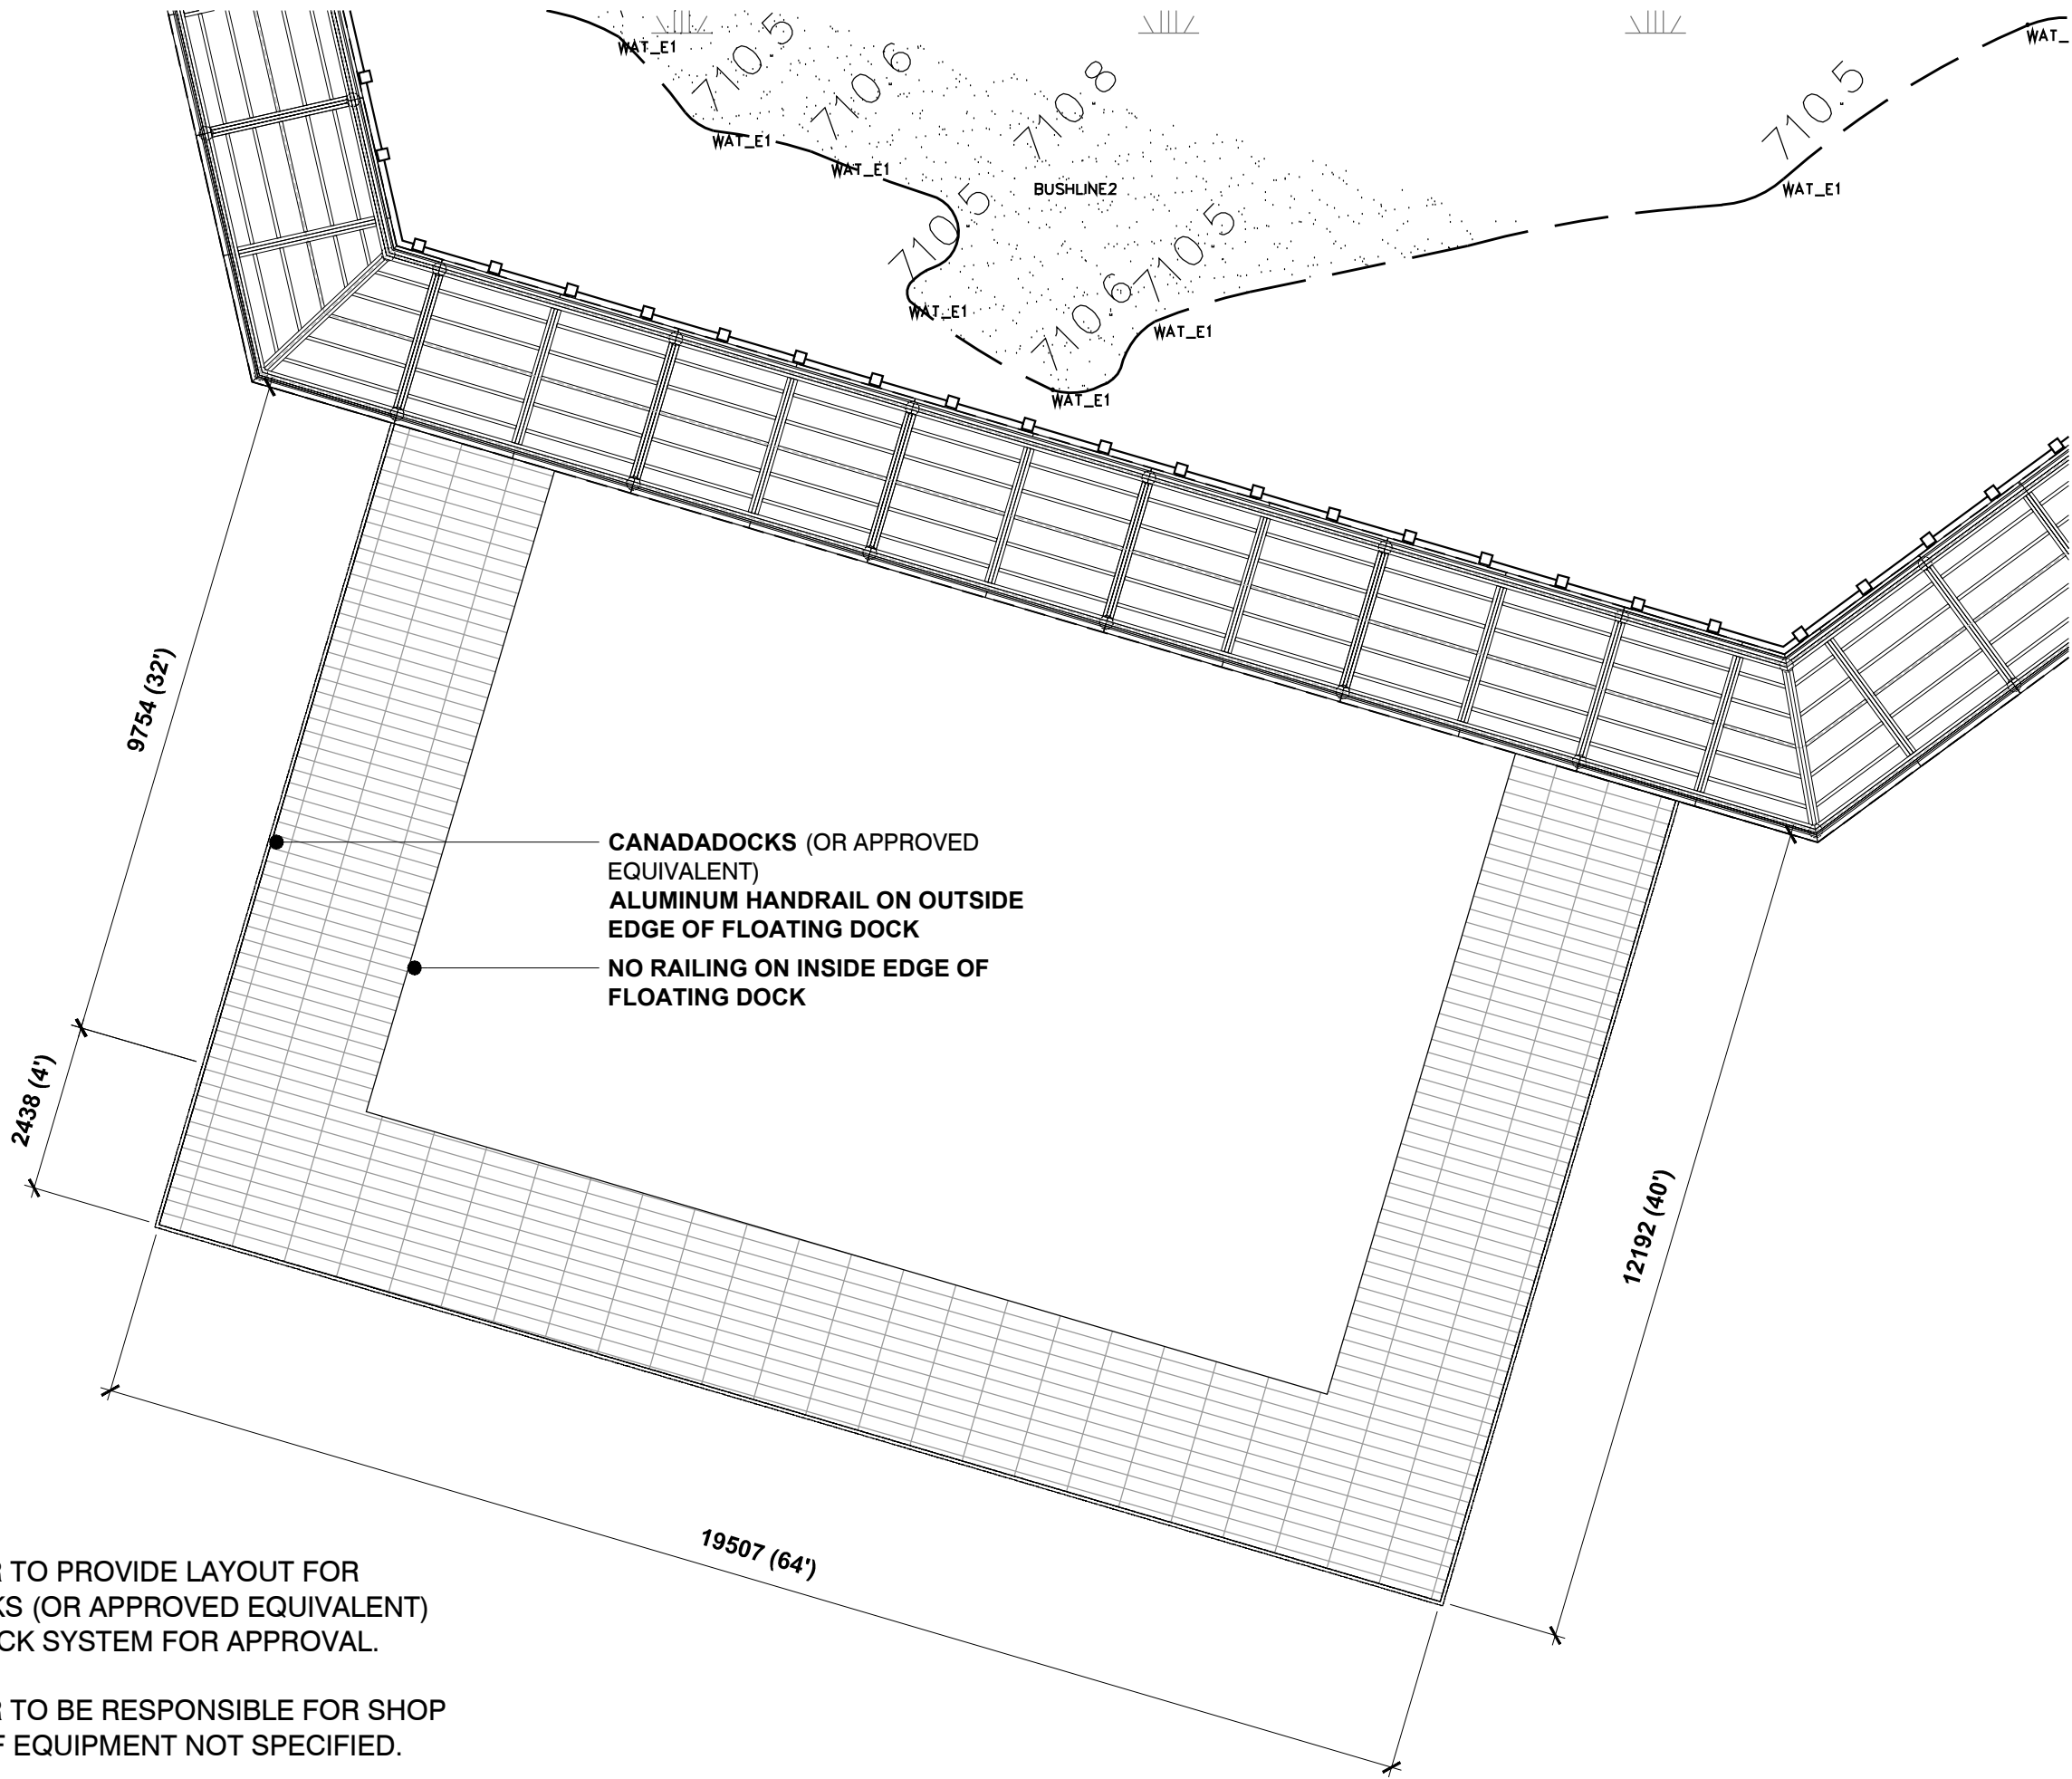 WAT_E1
710.5
710.6
710.8
710.5
WAT_
WAT_E1
WAT_E1
BUSHLINE2
WAT_E1
710.5
710.5
WAT_E1
710.6
WAT_E1
WAT_E1
9754 (32')
CANADADOCKS (OR APPROVED
EQUIVALENT)
ALUMINUM HANDRAIL ON OUTSIDE
EDGE OF FLOATING DOCK
NO RAILING ON INSIDE EDGE OF
FLOATING DOCK
2438 (4')
12192 (40')
19507 (64')
R TO PROVIDE LAYOUT FOR
KS (OR APPROVED EQUIVALENT)
CK SYSTEM FOR APPROVAL.
R TO BE RESPONSIBLE FOR SHOP
F EQUIPMENT NOT SPECIFIED.